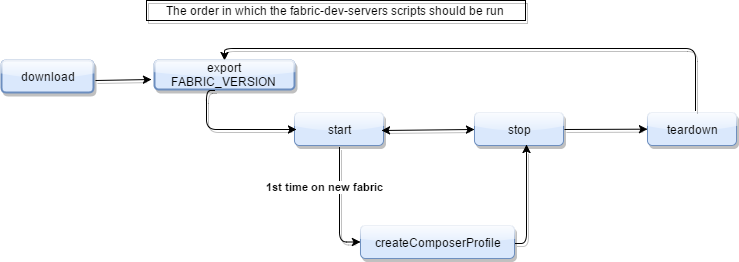 The order in which the fabric-dev-servers scripts should be run
download
export
FABRIC_VERSION
start
stop
teardown
1st time on new fabric
createComposerProfile